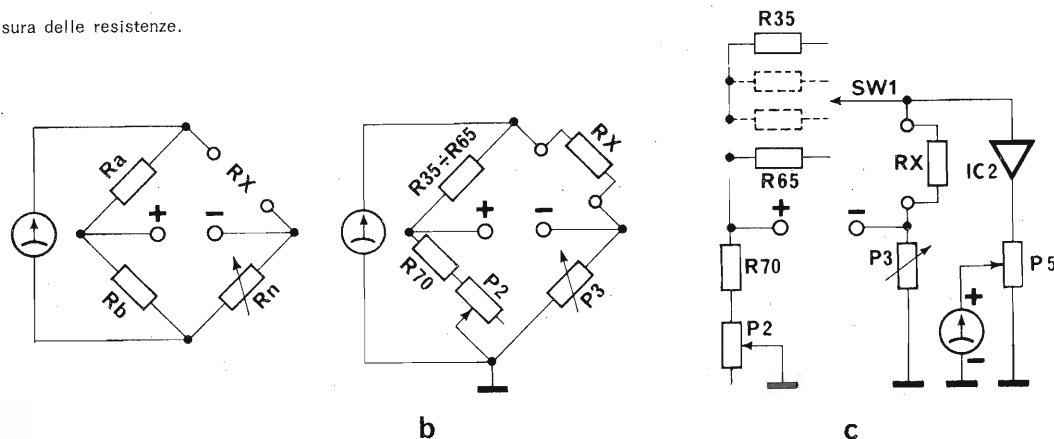 sura delle resistenze.
Ra
RX
+
−
Rb
Rn
R35÷R65
RX
+
−
R70
P2
P3
b
R35
SW1
RX
IC2
R65
+
−
R70
P3
P5
+
P2
−
c